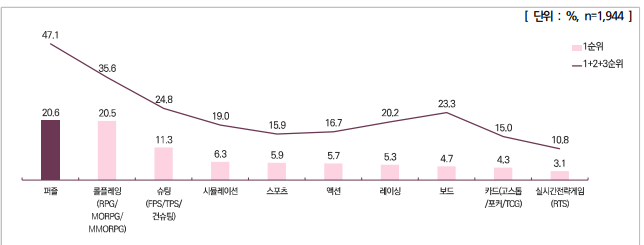 [ 단위 : %, n=1,944 ]
1순위
1+2+3순위
47.1
35.6
24.8
19.0
15.9
16.7
20.2
23.3
15.0
10.8
20.6
20.5
11.3
6.3
5.9
5.7
5.3
4.7
4.3
3.1
퍼즐
롤플레잉
(RPG/
MORPG/
MMORPG)
슈팅
(FPS/TPS/
건슈팅)
시뮬레이션
스포츠
액션
레이싱
보드
카드(고스톱
/포커/TCG)
실시간전략게임
(RTS)